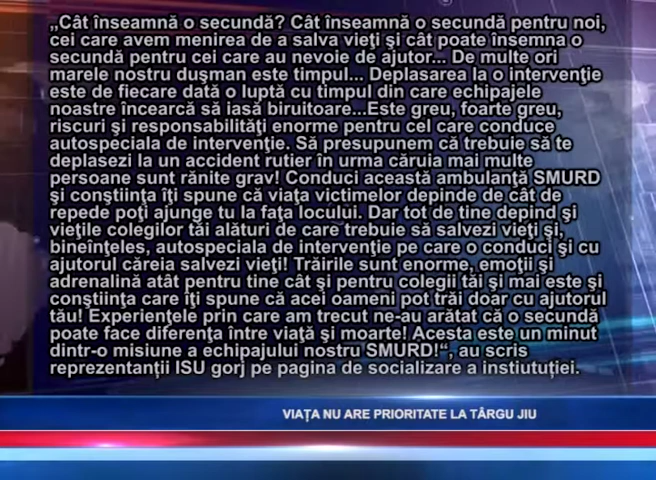 „Cât înseamnă o secundă? Cât înseamnă o secundă pentru noi,
cei care avem menirea de a salva vieţi şi cât poate însemna o
secundă pentru cei care au nevoie de ajutor... De multe ori
marele nostru duşman este timpul... Deplasarea la o intervenţie
este de fiecare dată o luptă cu timpul din care echipajele
noastre încearcă să iasă biruitoare...Este greu, foarte greu,
riscuri şi responsabilităţi enorme pentru cel care conduce
autospeciala de intervenţie. Să presupunem că trebuie să te
deplasezi la un accident rutier în urma căruia mai multe
persoane sunt rănite grav! Conduci această ambulanţă SMURD
şi conştiinţa îţi spune că viaţa victimelor depinde de cât de
repede poţi ajunge tu la faţa locului. Dar tot de tine depind şi
vieţile colegilor tăi alături de care trebuie să salvezi vieţi şi,
bineînţeles, autospeciala de intervenţie pe care o conduci şi cu
ajutorul căreia salvezi vieţi! Trăirile sunt enorme, emoţii şi
adrenalină atât pentru tine cât şi pentru colegii tăi şi mai este şi
conştiinţa care îţi spune că acei oameni pot trăi doar cu ajutorul
tău! Experienţele prin care am trecut ne-au arătat că o secundă
poate face diferenţa între viaţă şi moarte! Acesta este un minut
dintr-o misiune a echipajului nostru SMURD!“, au scris
reprezentanții ISU gorj pe pagina de socializare a instiutuției.
VIAȚA NU ARE PRIORITATE LA TÂRGU JIU